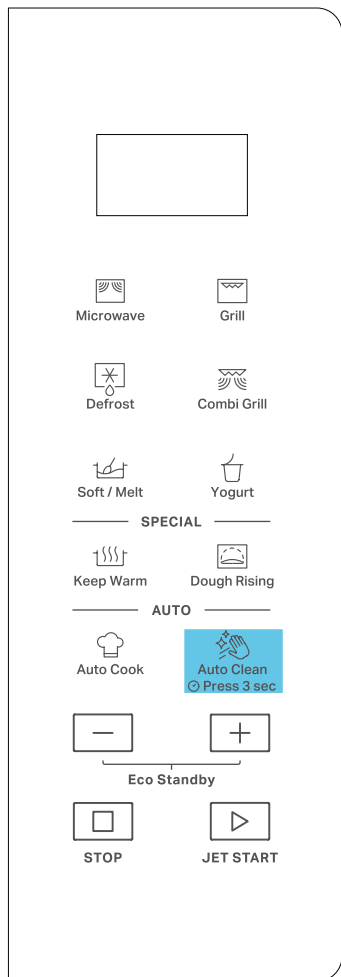 Microwave Grill
Defrost Combi Grill
Soft / Melt Yogurt
SPECIAL
Keep Warm Dough Rising
AUTO
Auto Cook Auto Clean
Press 3 sec
Eco Standby
STOP JET START